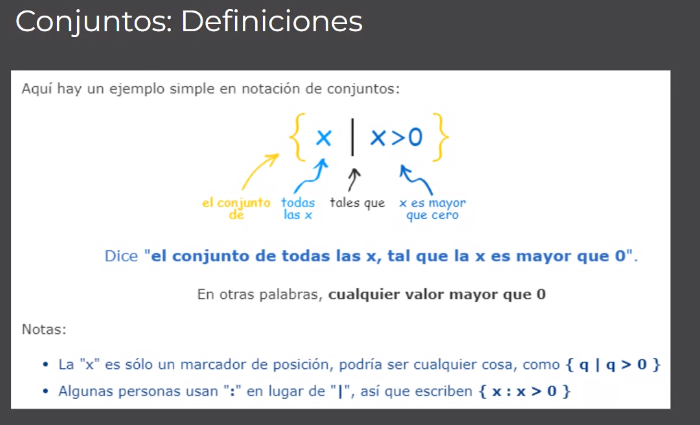 Conjuntos: Definiciones
Aquí hay un ejemplo simple en notación de conjuntos:
{ x | x>0 }
el conjunto de
todas las x
tales que
x es mayor que cero
Dice "el conjunto de todas las x, tal que la x es mayor que 0".
En otras palabras, cualquier valor mayor que 0
Notas:
• La "x" es sólo un marcador de posición, podría ser cualquier cosa, como { q | q > 0 }
• Algunas personas usan ":" en lugar de "|", así que escriben { x : x > 0 }